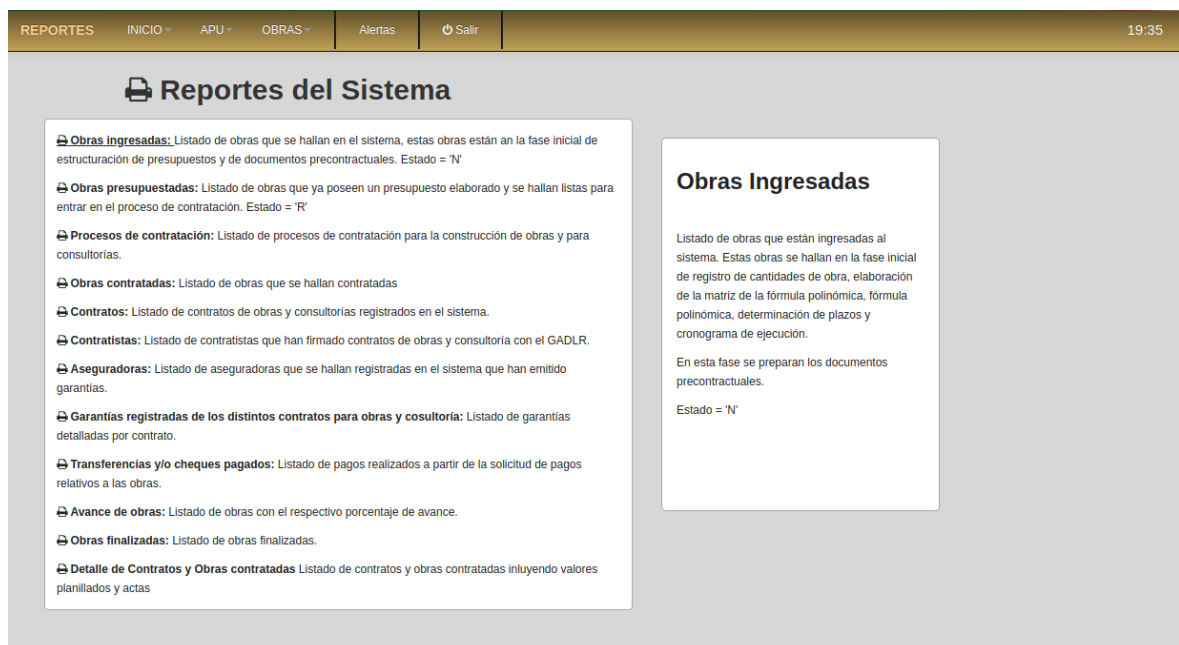 REPORTES INICIO APU OBRAS Alertas Salir 19:35
Reportes del Sistema
Obras ingresadas: Listado de obras que se hallan en el sistema, estas obras están an la fase inicial de
estructuración de presupuestos y de documentos precontractuales. Estado = 'N'
Obras presupuestadas: Listado de obras que ya poseen un presupuesto elaborado y se hallan listas para
entrar en el proceso de contratación. Estado = 'R'
Procesos de contratación: Listado de procesos de contratación para la construcción de obras y para
consultorías.
Obras contratadas: Listado de obras que se hallan contratadas
Contratos: Listado de contratos de obras y consultorías registrados en el sistema.
Contratistas: Listado de contratistas que han firmado contratos de obras y consultoría con el GADLR.
Aseguradoras: Listado de aseguradoras que se hallan registradas en el sistema que han emitido
garantías.
Garantías registradas de los distintos contratos para obras y cosultoría: Listado de garantías
detalladas por contrato.
Transferencias y/o cheques pagados: Listado de pagos realizados a partir de la solicitud de pagos
relativos a las obras.
Avance de obras: Listado de obras con el respectivo porcentaje de avance.
Obras finalizadas: Listado de obras finalizadas.
Detalle de Contratos y Obras contratadas Listado de contratos y obras contratadas inluyendo valores
planillados y actas
Obras Ingresadas
Listado de obras que están ingresadas al
sistema. Estas obras se hallan en la fase inicial
de registro de cantidades de obra, elaboración
de la matriz de la fórmula polinómica, fórmula
polinómica, determinación de plazos y
cronograma de ejecución.
En esta fase se preparan los documentos
precontractuales.
Estado = 'N'